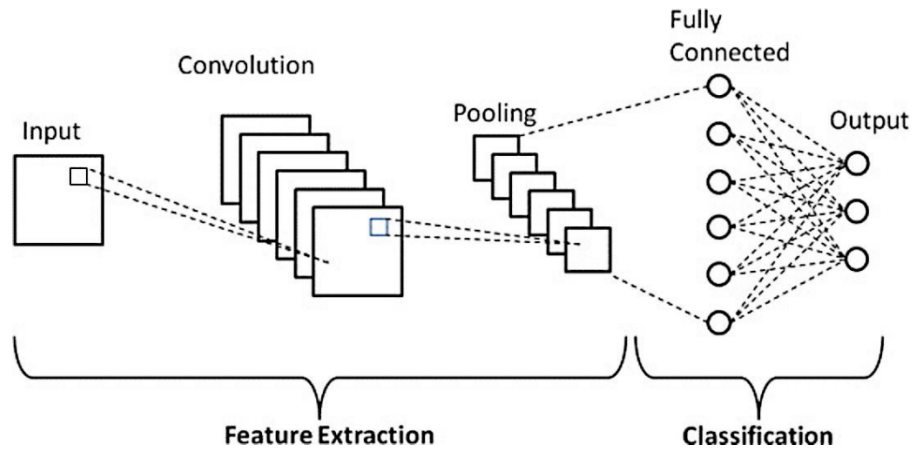 Fully
Connected
Convolution
Pooling
Input
Output
Feature Extraction
Classification